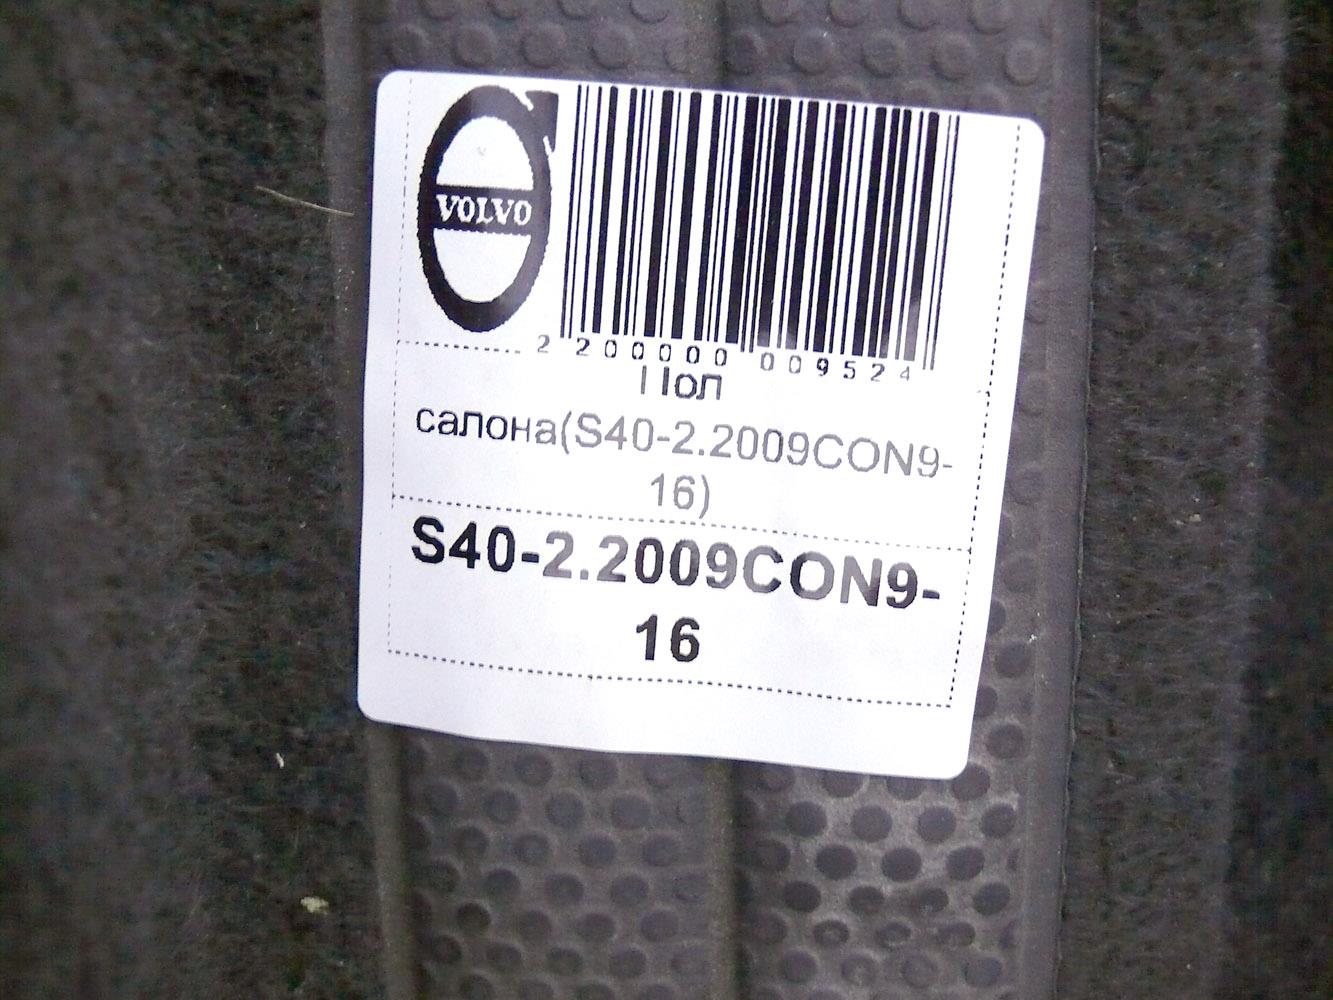 VOLVO
2 200000 009524
Пол
салона(S40-2.2009CON9-
16)
S40-2.2009CON9-
16